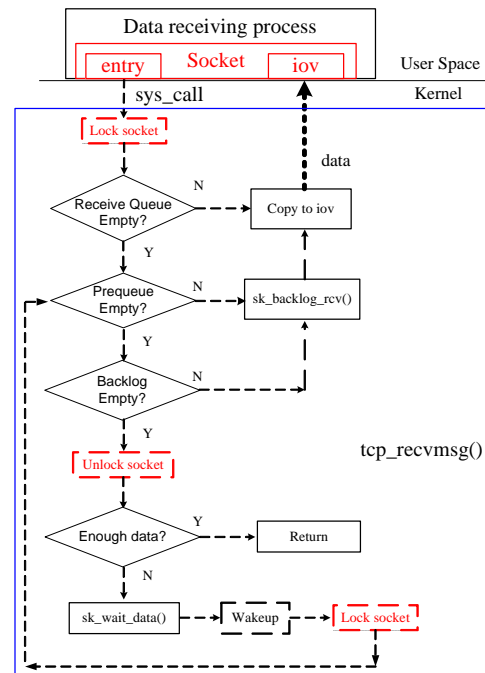 Data receiving process
Socket
entry
iov
User Space
sys_call
Kernel
Lock socket
data
Receive Queue
Empty?
N
Copy to iov
Y
Prequeue
Empty?
N
sk_backlog_rcv()
Y
Backlog
Empty?
N
Y
Unlock socket
tcp_recvmsg()
Enough data?
Y
Return
N
sk_wait_data()
Wakeup
Lock socket